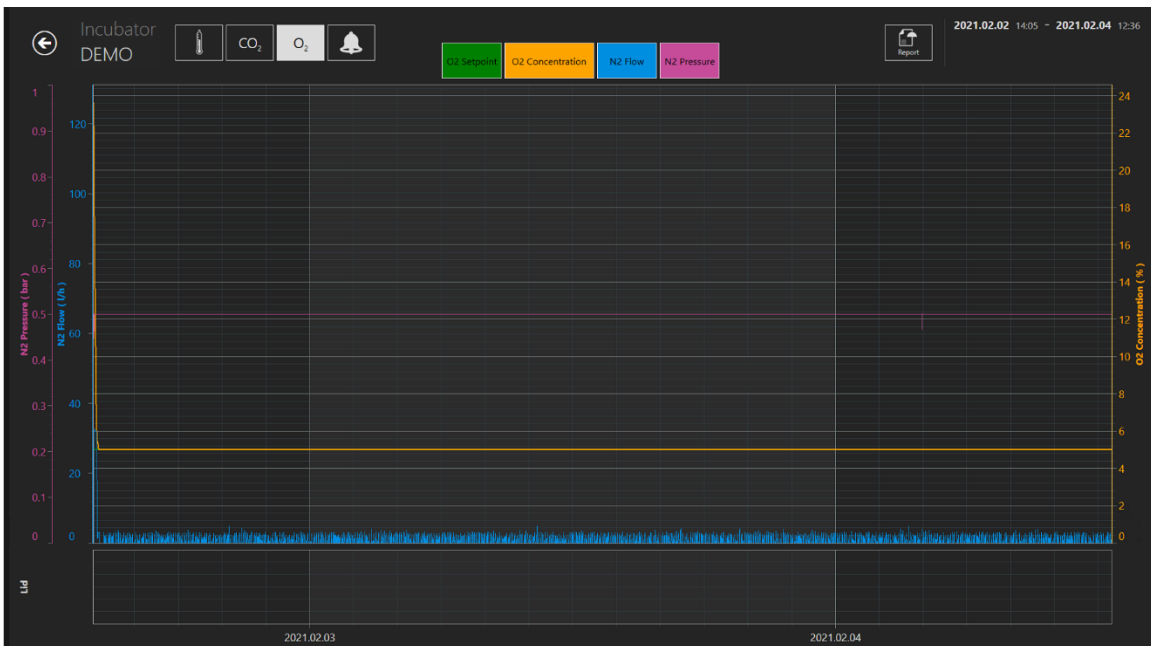 Incubator
DEMO
CO2
O2
O2 Setpoint
O2 Concentration
N2 Flow
N2 Pressure
Report
2021.02.02 14:05 - 2021.02.04 12:36
N2 Pressure ( bar )
1
0.9
0.8
0.7
0.6
0.5
0.4
0.3
0.2
0.1
0
N2 Flow ( l/h )
120
100
80
60
40
20
0
24
22
20
18
16
14
12
10
8
6
4
2
0
O2 Concentration ( % )
Lid
2021.02.03
2021.02.04